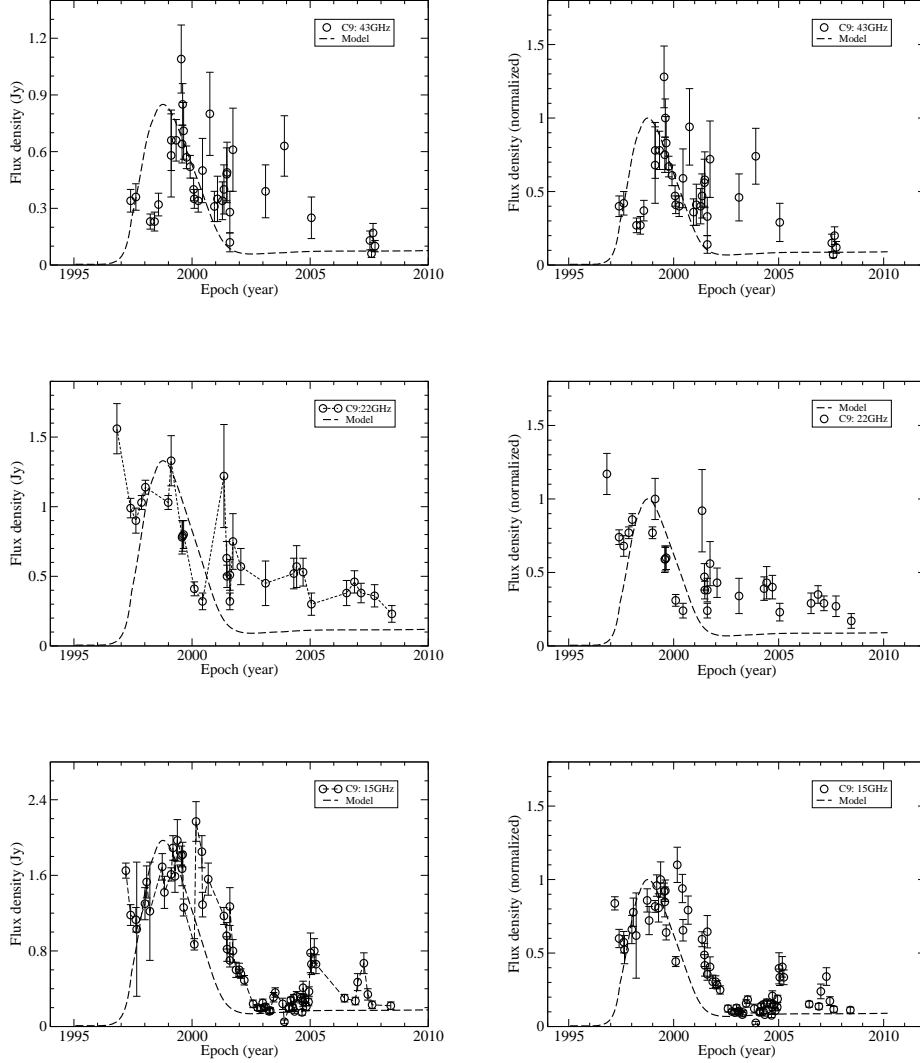 C9: 43GHz
Model
Flux density (Jy)
1.2
0.9
0.6
0.3
0
1995 2000 2005 2010
Epoch (year)
C9: 43GHz
Model
Flux density (normalized)
1.5
1
0.5
0
1995 2000 2005 2010
Epoch (year)
C9:22GHz
Model
Flux density (Jy)
1.5
1
0.5
0
1995 2000 2005 2010
Epoch (year)
Model
C9: 22GHz
Flux density (normalized)
1.5
1
0.5
0
1995 2000 2005 2010
Epoch (year)
C9: 15GHz
Model
Flux density (Jy)
2.4
1.6
0.8
0
1995 2000 2005 2010
Epoch (year)
C9: 15GHz
Model
Flux density (normalized)
1.5
1
0.5
0
1995 2000 2005 2010
Epoch (year)